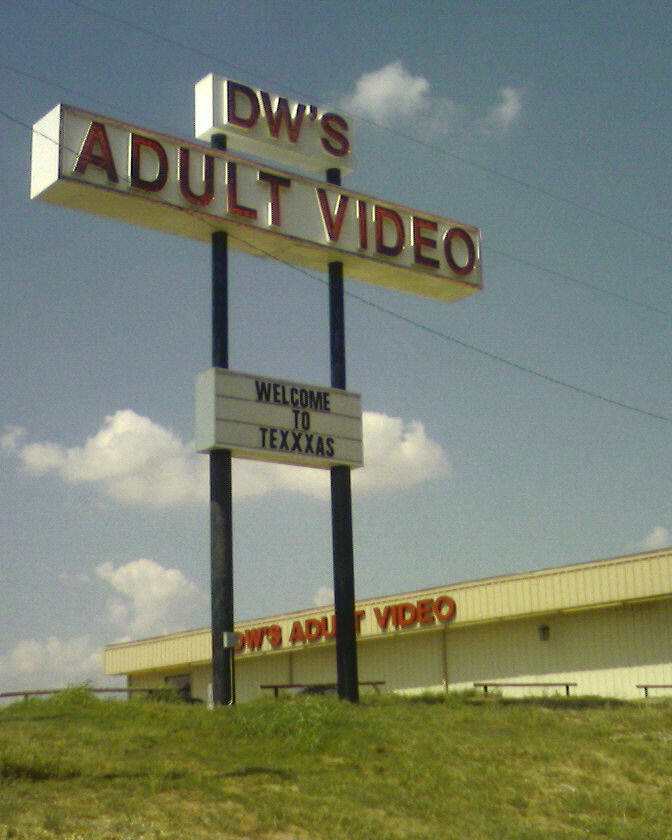 DW'S
ADULT VIDEO
WELCOME
TO
TEXXXAS
DW'S ADULT VIDEO